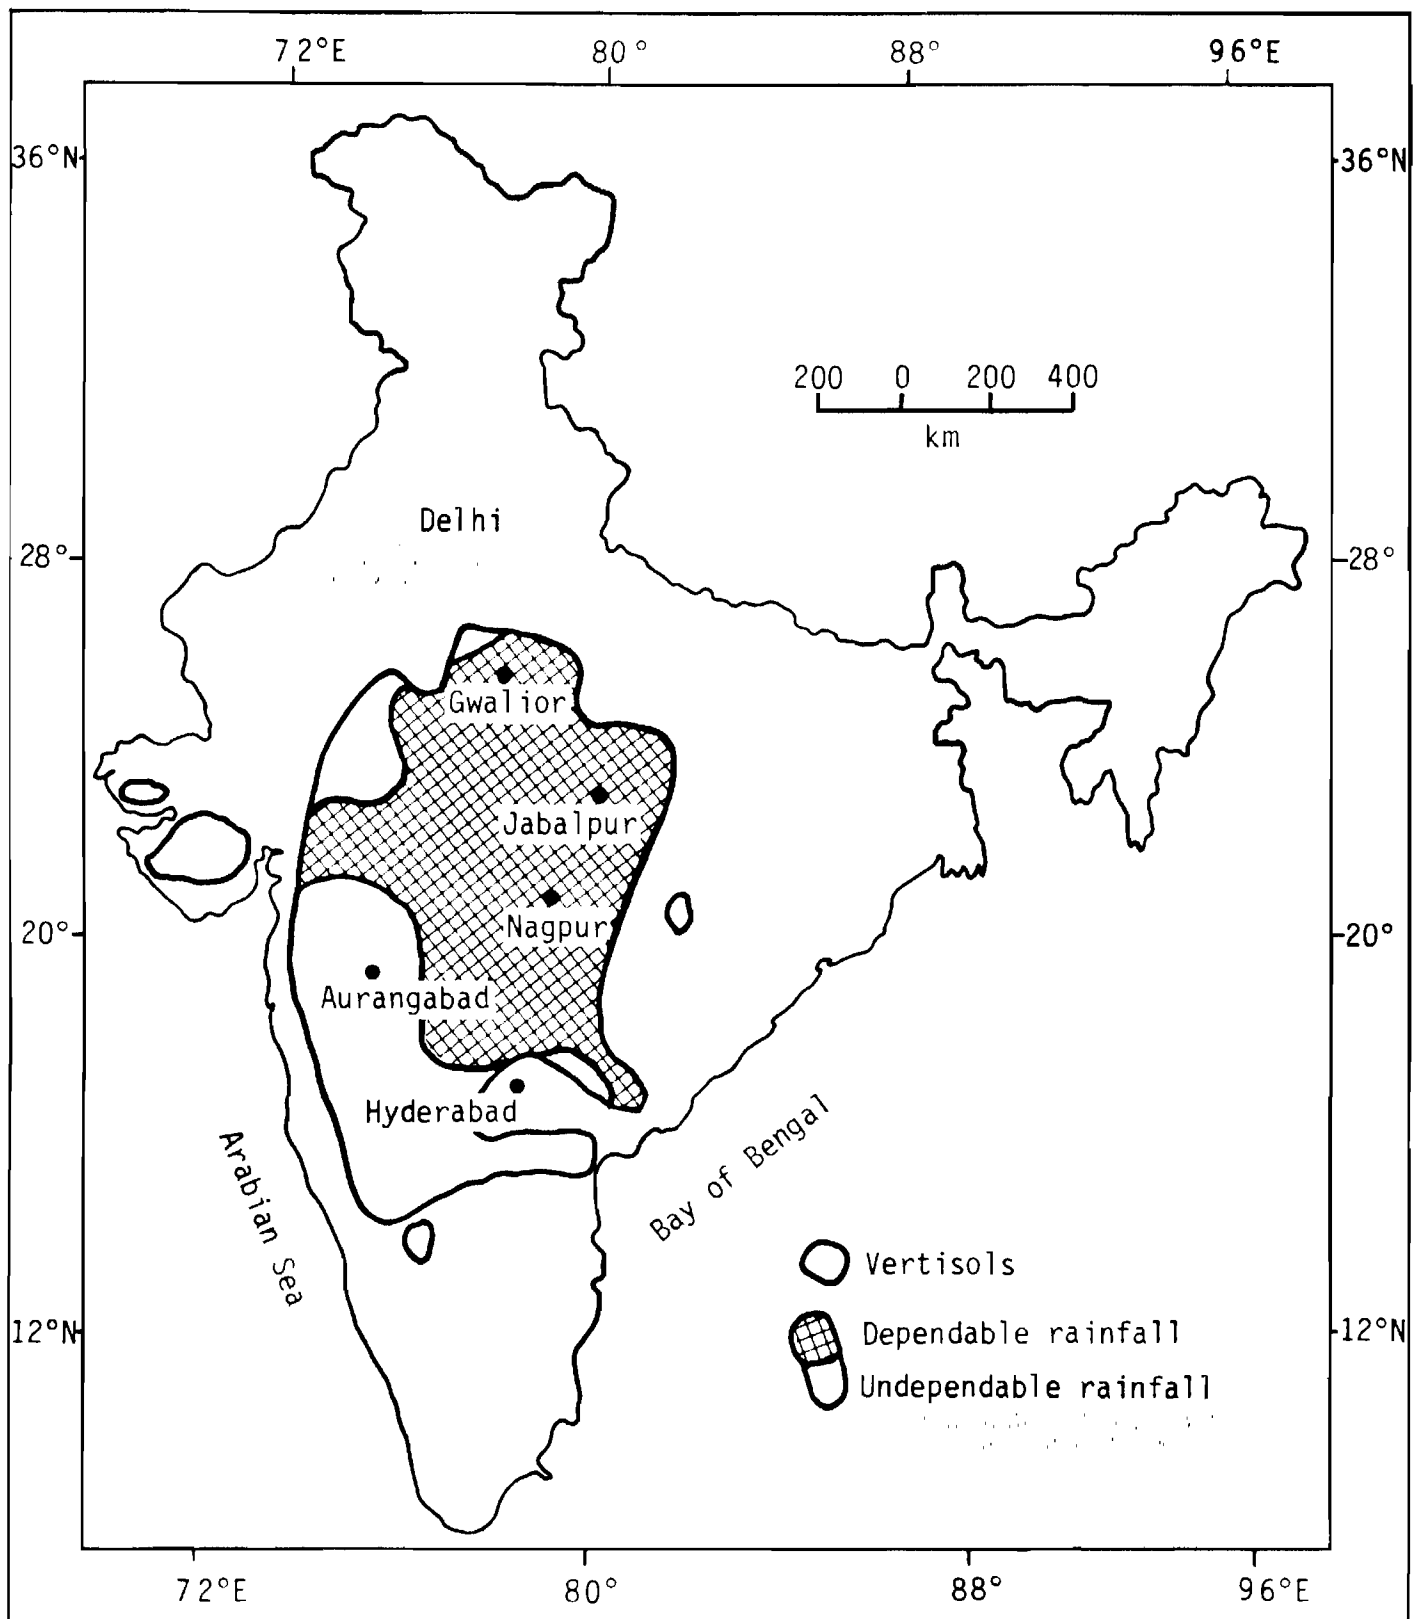 72°E 80° 88° 96°E
36°N 36°N
200 0 200 400
km
Delhi
28° 28°
Gwalior
Jabalpur
Nagpur
20° 20°
Aurangabad
Hyderabad
Arabian Sea
Bay of Bengal
Vertisols
12°N 12°N
Dependable rainfall
Undependable rainfall
72°E 80° 88° 96°E